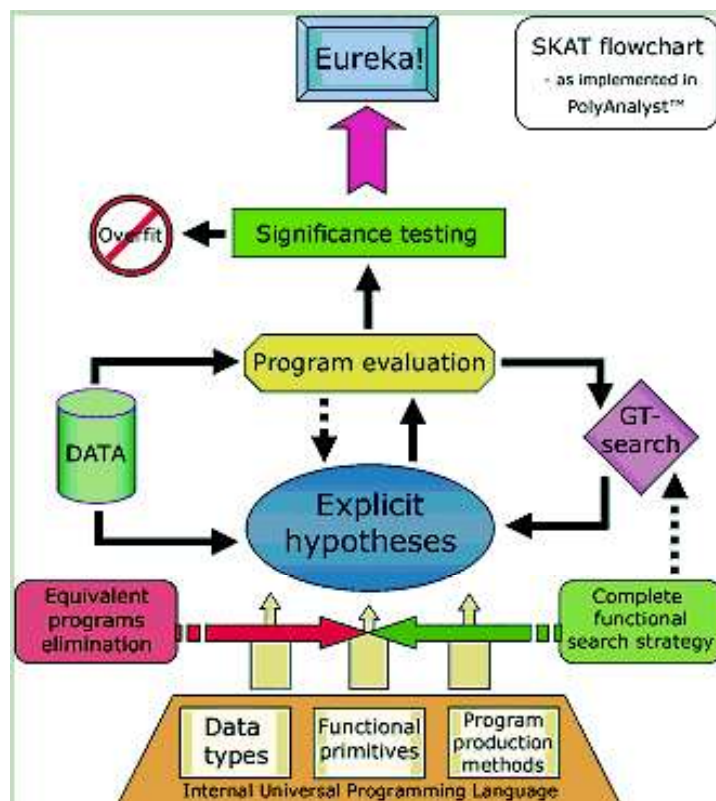 Eureka!
SKAT flowchart
- as implemented in
PolyAnalyst™
Overfit
Significance testing
Program evaluation
DATA
GT-
search
Explicit
hypotheses
Equivalent
programs
elimination
Complete
functional
search strategy
Data
types
Functional
primitives
Program
production
methods
Internal Universal Programming Language